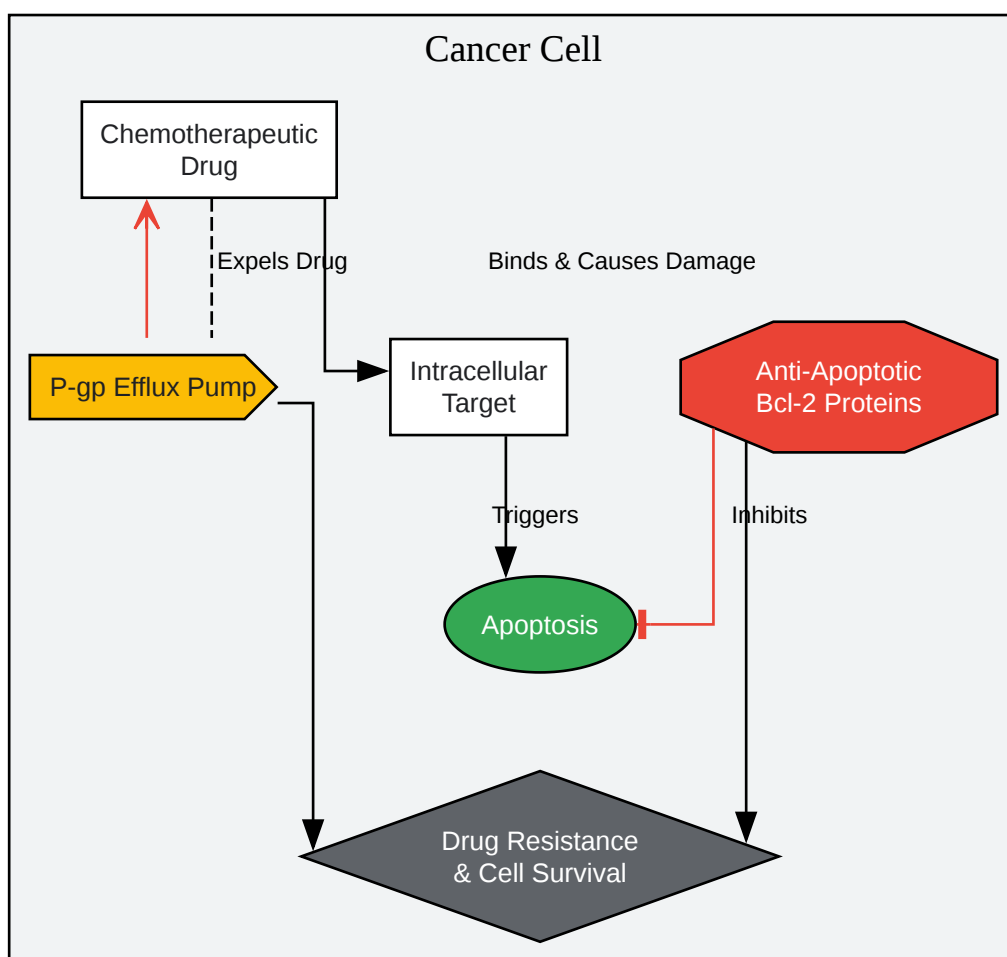 Cancer Cell
Chemotherapeutic
Drug
Expels Drug
Binds & Causes Damage
P-gp Efflux Pump
Intracellular
Target
Anti-Apoptotic
Bcl-2 Proteins
Triggers
Inhibits
Apoptosis
Drug Resistance
& Cell Survival